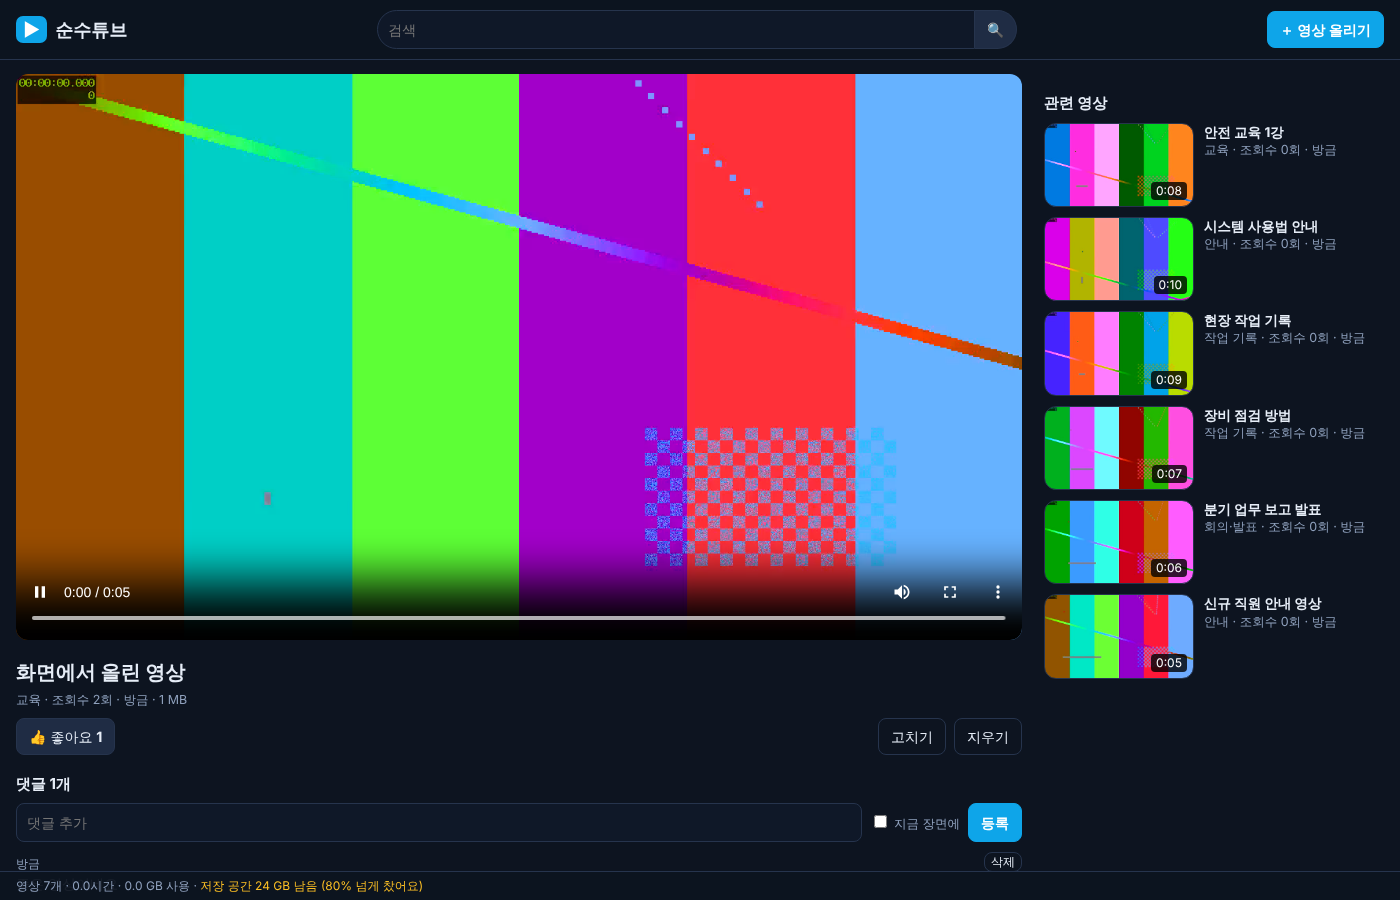 순수튜브
검색
+ 영상 올리기
00:00:00.000
0
0:00 / 0:05
화면에서 올린 영상
교육 · 조회수 2회 · 방금 · 1 MB
👍 좋아요 1
고치기
지우기
댓글 1개
댓글 추가
지금 장면에
등록
방금
삭제
관련 영상
0:08
안전 교육 1강
교육 · 조회수 0회 · 방금
0:10
시스템 사용법 안내
안내 · 조회수 0회 · 방금
0:09
현장 작업 기록
작업 기록 · 조회수 0회 · 방금
0:07
장비 점검 방법
작업 기록 · 조회수 0회 · 방금
0:06
분기 업무 보고 발표
회의·발표 · 조회수 0회 · 방금
0:05
신규 직원 안내 영상
안내 · 조회수 0회 · 방금
영상 7개 · 0.0시간 · 0.0 GB 사용 · 저장 공간 24 GB 남음 (80% 넘게 찼어요)